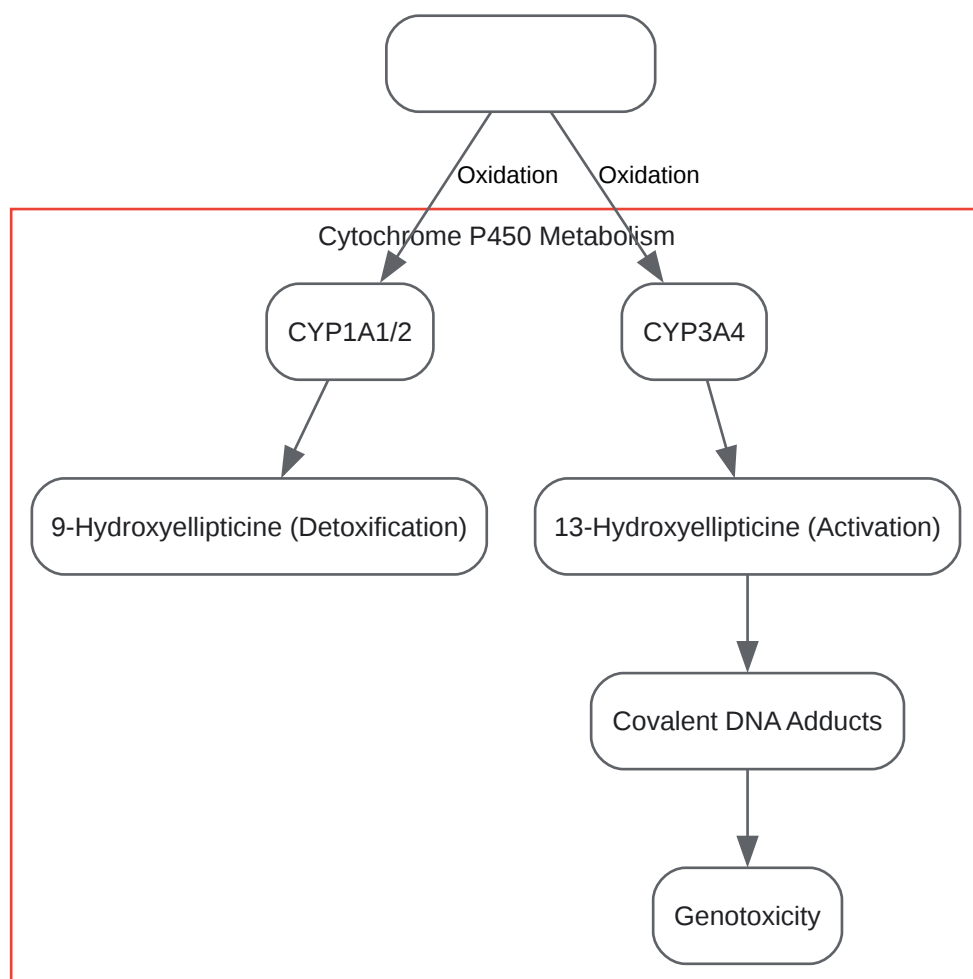 Oxidation
Oxidation
Cytochrome P450 Metabolism
CYP1A1/2
CYP3A4
9-Hydroxyellipticine (Detoxification)
13-Hydroxyellipticine (Activation)
Covalent DNA Adducts
Genotoxicity